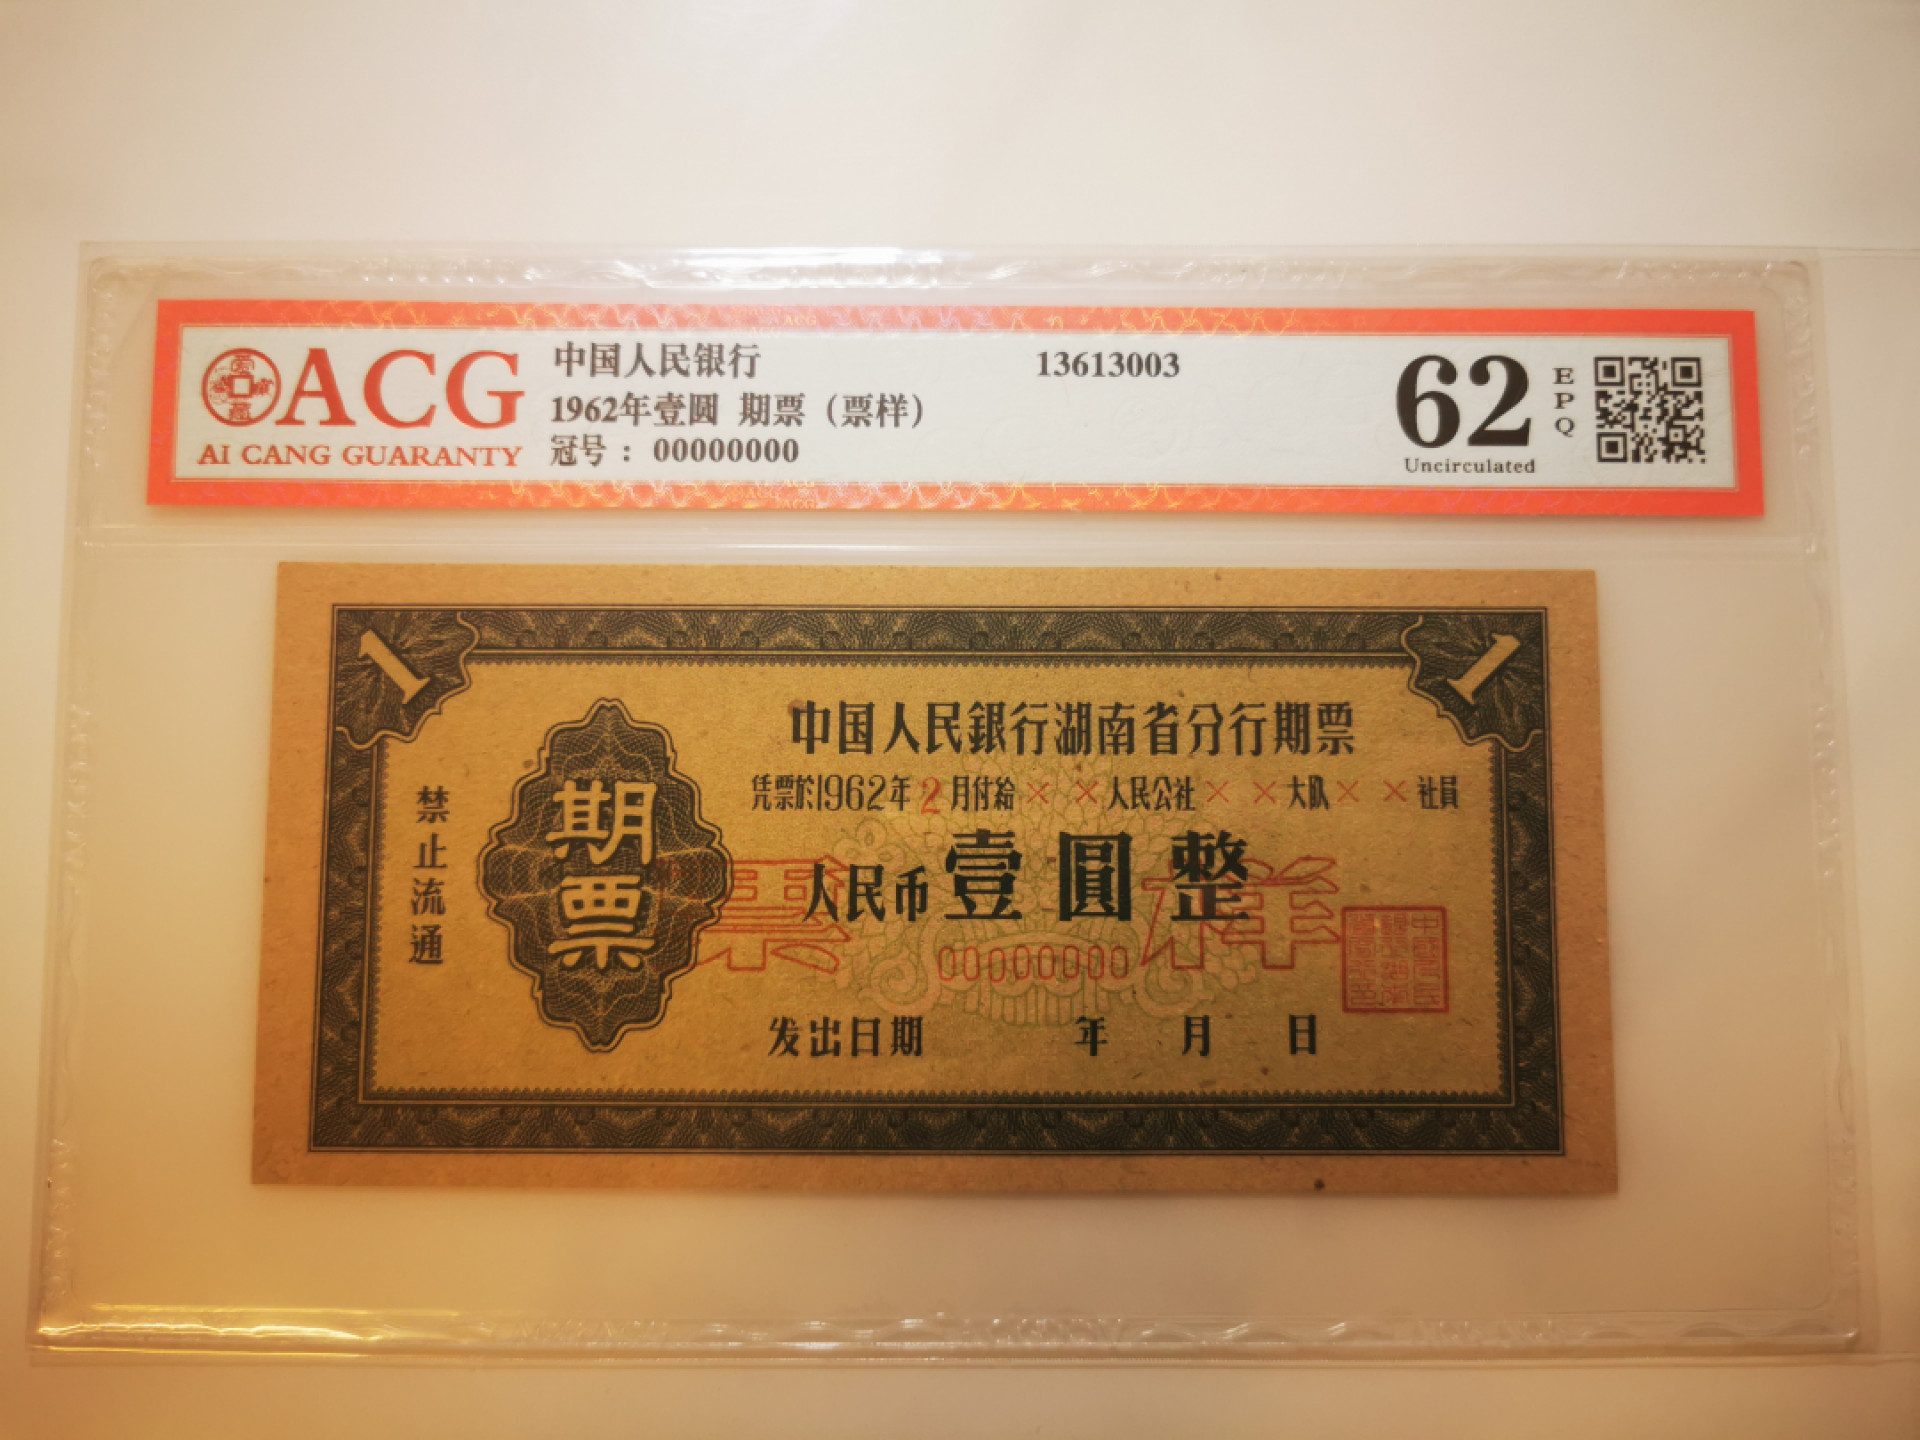 ACG
AI CANG GUARANTY
中国人民银行
13613003
1962年壹圆 期票（票样）
冠号：00000000
62
EPQ
Uncirculated
1
1
中国人民銀行湖南省分行期票
凭票於1962年2月付給××人民公社××大队××社員
禁止流通
期票
人民币壹圓整
票样
00000000
发出日期 年 月 日